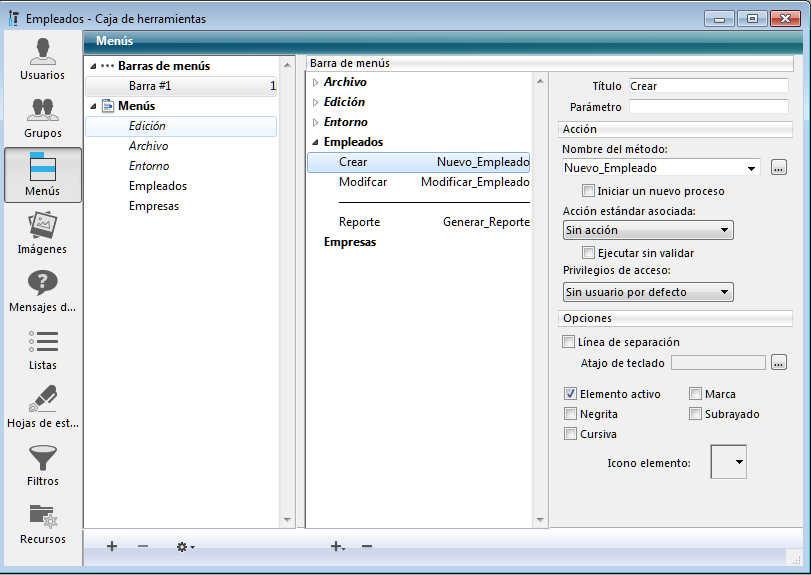 Empleados - Caja de herramientas
Usuarios
Grupos
Menús
Imágenes
Mensajes d...
Listas
Hojas de est...
Filtros
Recursos
Menús
Barras de menús
Barra #1 1
Menús
Edición
Archivo
Entorno
Empleados
Empresas
Barra de menús
Archivo
Edición
Entorno
Empleados
Crear Nuevo_Empleado
Modifcar Modificar_Empleado
Reporte Generar_Reporte
Empresas
Título Crear
Parámetro
Acción
Nombre del método:
Nuevo_Empleado ...
Iniciar un nuevo proceso
Acción estándar asociada:
Sin acción
Ejecutar sin validar
Privilegios de acceso:
Sin usuario por defecto
Opciones
Línea de separación
Atajo de teclado ...
Elemento activo Marca
Negrita Subrayado
Cursiva
Icono elemento: